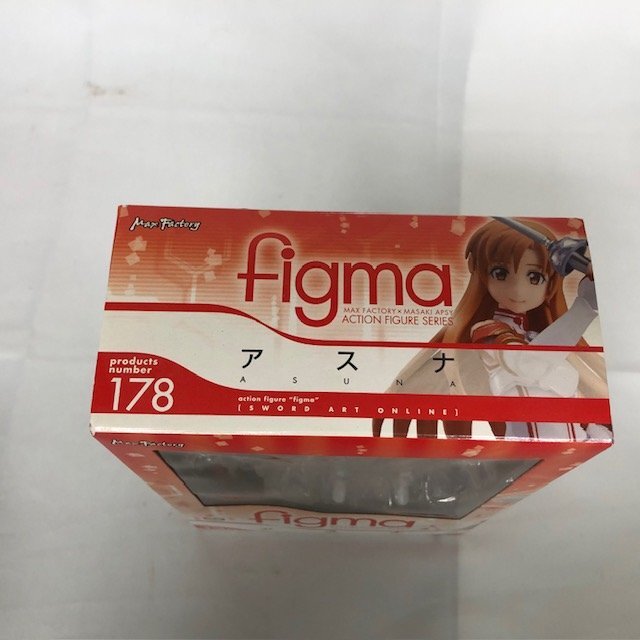 Max Factory
figma
MAX FACTORY × MASAKI APSY
ACTION FIGURE SERIES
アスナ
ASUNA
products
number
178
action figure "figma"
[SWORD ART ONLINE]
Max Factory
figma